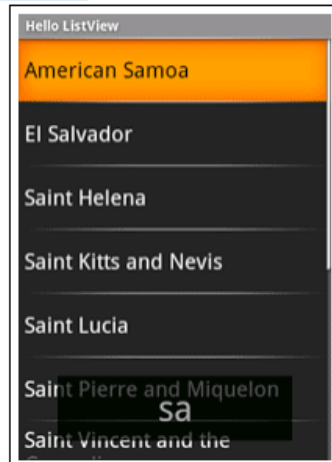 Hello ListView
American Samoa
El Salvador
Saint Helena
Saint Kitts and Nevis
Saint Lucia
Saint Pierre and Miquelon
sa
Saint Vincent and the